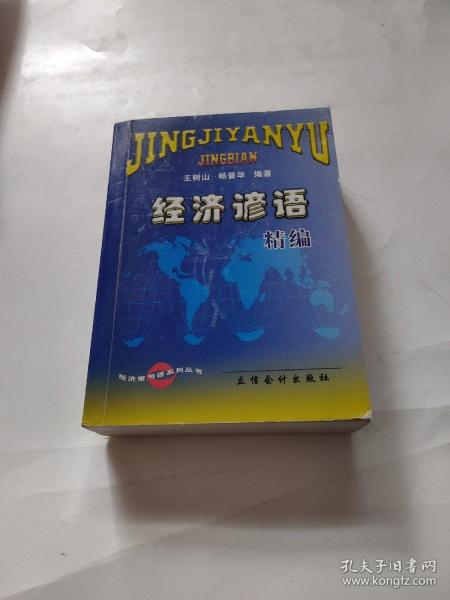 JINGJIYANYU
JINGBIAN
王树山 畅晋华 编著
经济谚语
精编
经济常用语系列丛书
立信会计出版社
孔夫子旧书网
www.kongfz.com